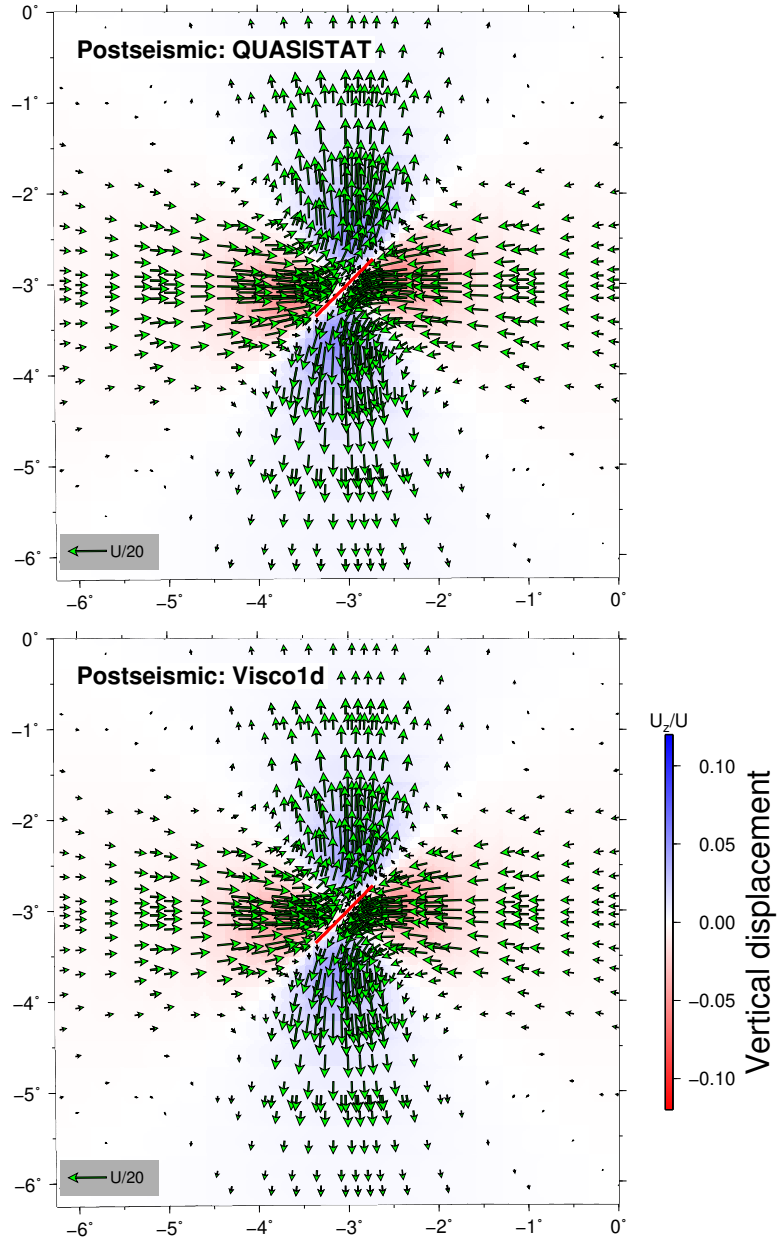 0˚
Postseismic: QUASISTAT
−1˚
−2˚
−3˚
−4˚
−5˚
−6˚
U/20
−6˚ −5˚ −4˚ −3˚ −2˚ −1˚ 0˚
0˚
Postseismic: Visco1d
−1˚
−2˚
−3˚
−4˚
−5˚
−6˚
U/20
−6˚ −5˚ −4˚ −3˚ −2˚ −1˚ 0˚
Uz/U
0.10
0.05
0.00
−0.05
−0.10
Vertical displacement